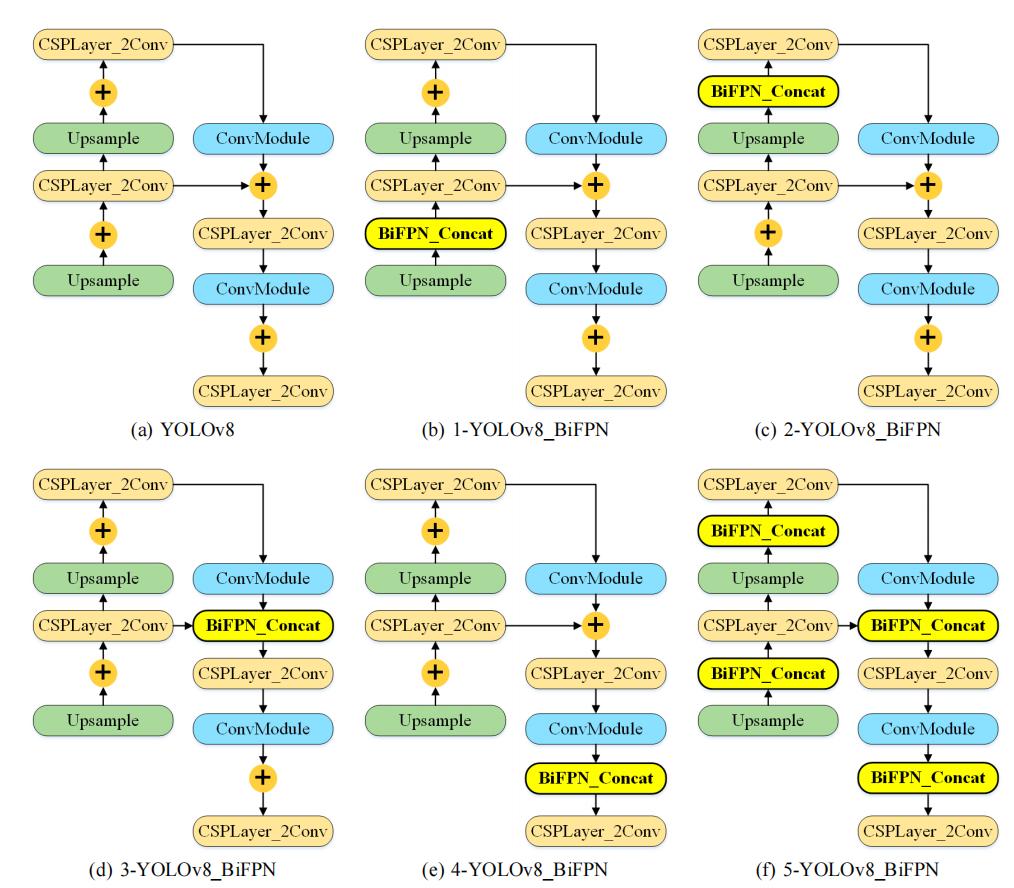 CSPLayer_2Conv
+
Upsample
ConvModule
CSPLayer_2Conv
+
+
CSPLayer_2Conv
Upsample
ConvModule
+
CSPLayer_2Conv
(a) YOLOv8
CSPLayer_2Conv
+
Upsample
ConvModule
CSPLayer_2Conv
+
BiFPN_Concat
CSPLayer_2Conv
Upsample
ConvModule
+
CSPLayer_2Conv
(b) 1-YOLOv8_BiFPN
CSPLayer_2Conv
BiFPN_Concat
Upsample
ConvModule
CSPLayer_2Conv
+
+
CSPLayer_2Conv
Upsample
ConvModule
+
CSPLayer_2Conv
(c) 2-YOLOv8_BiFPN
CSPLayer_2Conv
+
Upsample
ConvModule
CSPLayer_2Conv
BiFPN_Concat
+
CSPLayer_2Conv
Upsample
ConvModule
+
CSPLayer_2Conv
(d) 3-YOLOv8_BiFPN
CSPLayer_2Conv
+
Upsample
ConvModule
CSPLayer_2Conv
+
+
CSPLayer_2Conv
Upsample
ConvModule
BiFPN_Concat
CSPLayer_2Conv
(e) 4-YOLOv8_BiFPN
CSPLayer_2Conv
BiFPN_Concat
Upsample
ConvModule
CSPLayer_2Conv
BiFPN_Concat
BiFPN_Concat
CSPLayer_2Conv
Upsample
ConvModule
BiFPN_Concat
CSPLayer_2Conv
(f) 5-YOLOv8_BiFPN